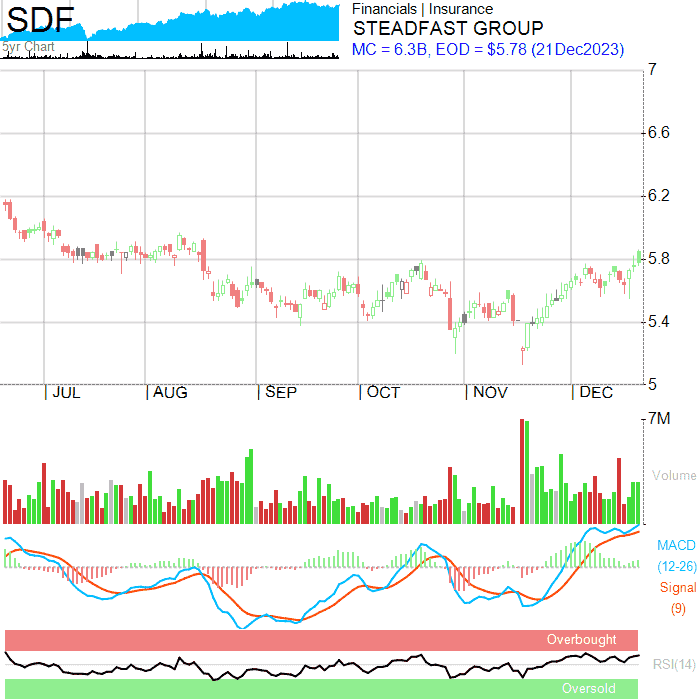 SDF
5yr Chart
Financials | Insurance
STEADFAST GROUP
MC = 6.3B, EOD = $5.78 (21Dec2023)
7
6.6
6.2
5.8
5.4
5
| JUL | AUG | SEP | OCT | NOV | DEC
7M
Volume
MACD
(12-26)
Signal
(9)
Overbought
RSI(14)
Oversold